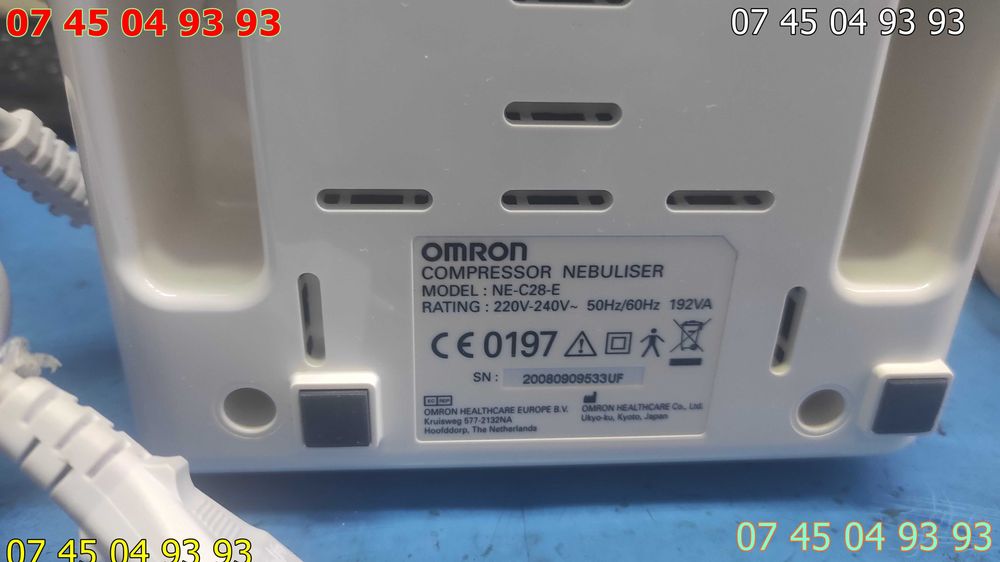 07 45 04 93 93
07 45 04 93 93
OMRON
COMPRESSOR NEBULISER
MODEL : NE-C28-E
RATING : 220V-240V~ 50Hz/60Hz 192VA
CE 0197
SN : 20080909533UF
EC REP
OMRON HEALTHCARE EUROPE B.V.
Kruisweg 577-2132NA
Hoofddorp, The Netherlands
OMRON HEALTHCARE Co., Ltd.
Ukyo-ku, Kyoto, Japan
07 45 04 93 93
07 45 04 93 93